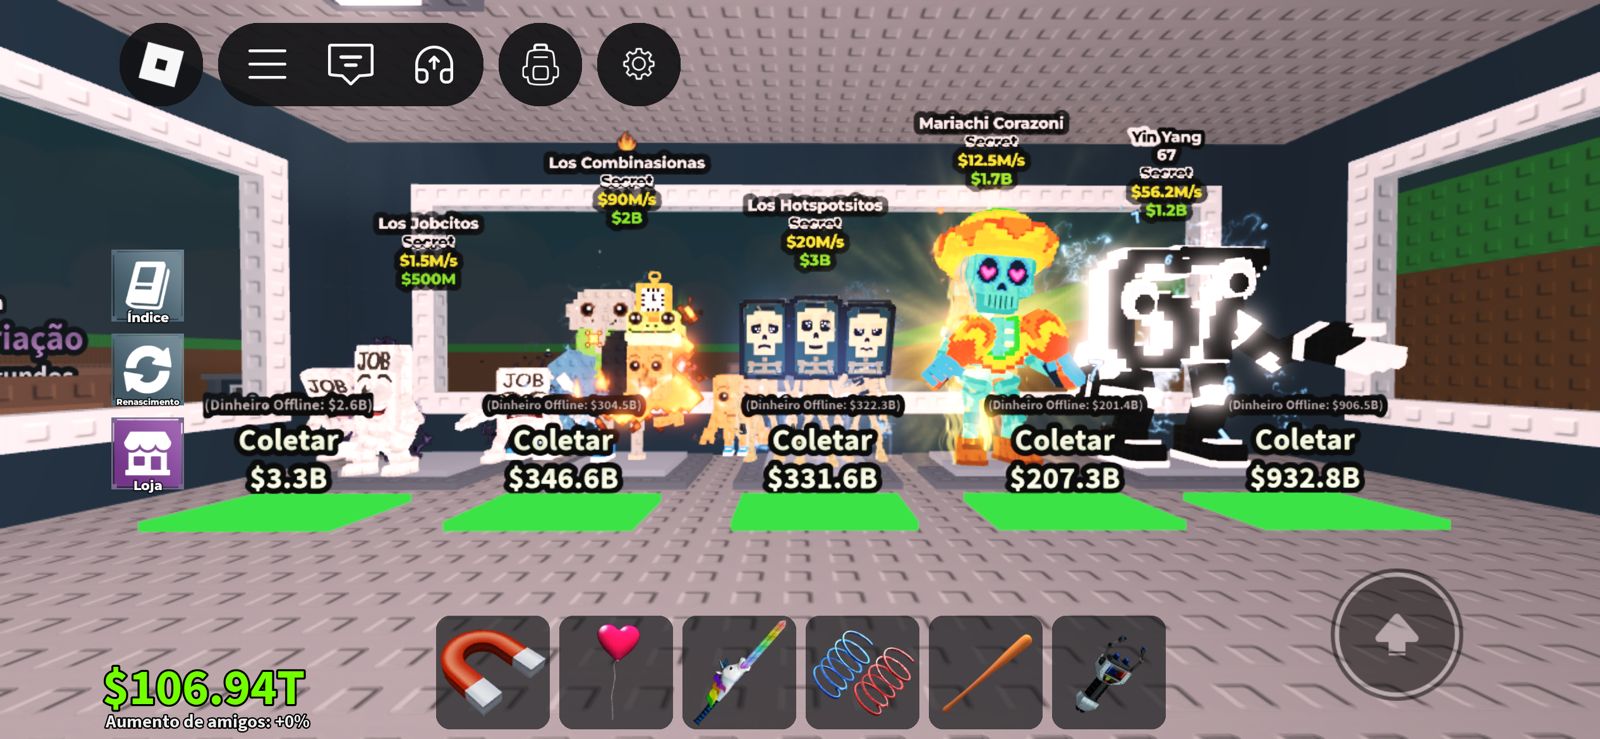 Mariachi Corazoni
Secret
$12.5M/s
$1.7B
Yin Yang
67
Secret
$56.2M/s
$1.2B
Los Combinasionas
Secret
$90M/s
$2B
Los Hotspotsitos
Secret
$20M/s
$3B
Los Jobcitos
Secret
$1.5M/s
$500M
Índice
riação
Renascimento
Loja
JOB
JOB
JOB
(Dinheiro Offline: $2.6B)
Coletar
$3.3B
(Dinheiro Offline: $304.5B)
Coletar
$346.6B
(Dinheiro Offline: $322.3B)
Coletar
$331.6B
(Dinheiro Offline: $201.4B)
Coletar
$207.3B
(Dinheiro Offline: $906.5B)
Coletar
$932.8B
$106.94T
Aumento de amigos: +0%